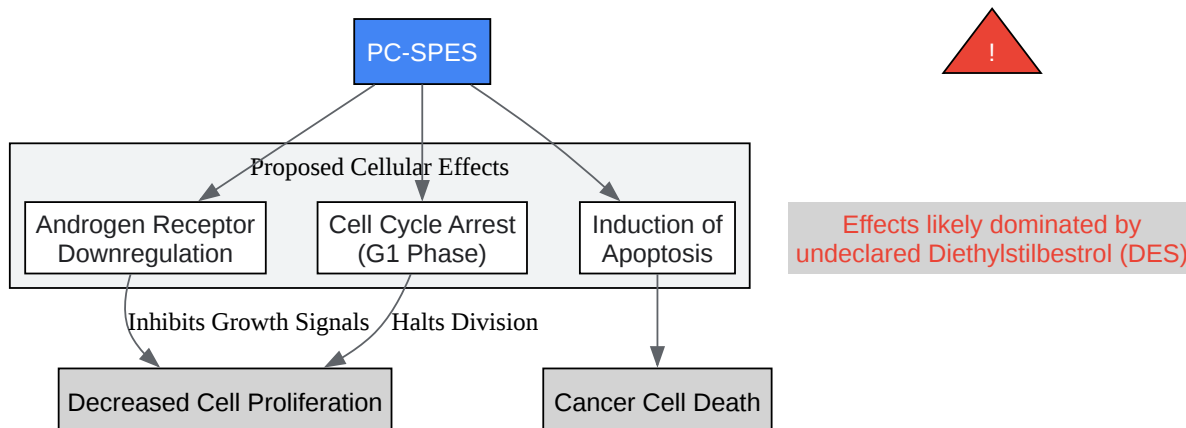 PC-SPES
!
Proposed Cellular Effects
Androgen Receptor
Downregulation
Cell Cycle Arrest
(G1 Phase)
Induction of
Apoptosis
Effects likely dominated by
undeclared Diethylstilbestrol (DES)
Inhibits Growth Signals
Halts Division
Decreased Cell Proliferation
Cancer Cell Death